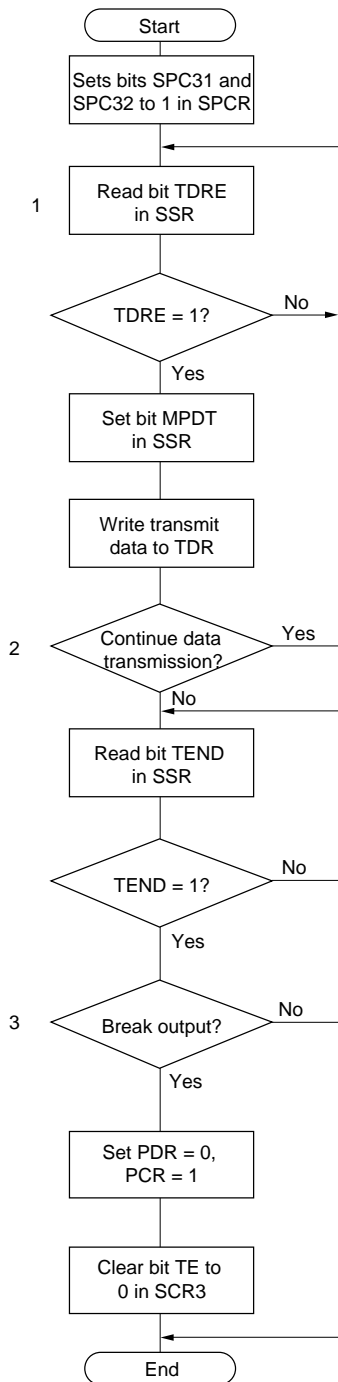 Start
Sets bits SPC31 and
SPC32 to 1 in SPCR
1
Read bit TDRE
in SSR
TDRE = 1?
No
Yes
Set bit MPDT
in SSR
Write transmit
data to TDR
2
Continue data
transmission?
Yes
No
Read bit TEND
in SSR
TEND = 1?
No
Yes
3
Break output?
No
Yes
Set PDR = 0,
PCR = 1
Clear bit TE to
0 in SCR3
End